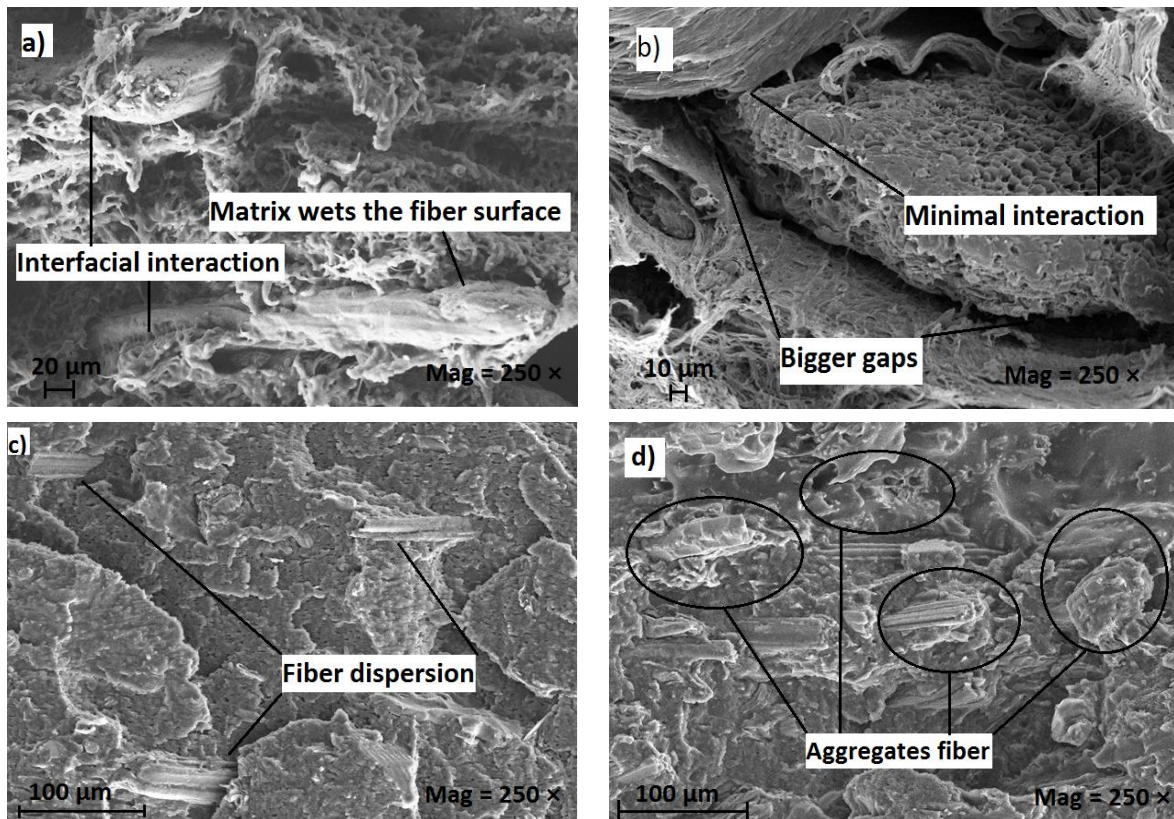 a)
Matrix wets the fiber surface
Interfacial interaction
20 µm
Mag = 250 ×
b)
Minimal interaction
Bigger gaps
10 µm
Mag = 250 ×
c)
Fiber dispersion
100 µm
Mag = 250 ×
d)
Aggregates fiber
100 µm
Mag = 250 ×